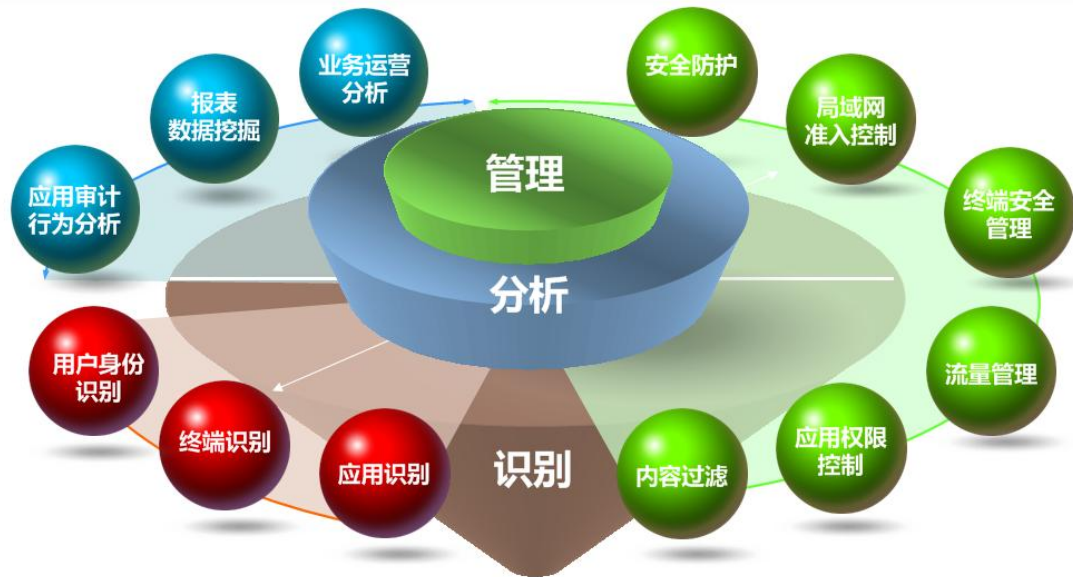 业务运营
分析
安全防护
报表
数据挖掘
局域网
准入控制
管理
应用审计
行为分析
终端安全
管理
分析
用户身份
识别
流量管理
终端识别
应用识别
识别
内容过滤
应用权限
控制